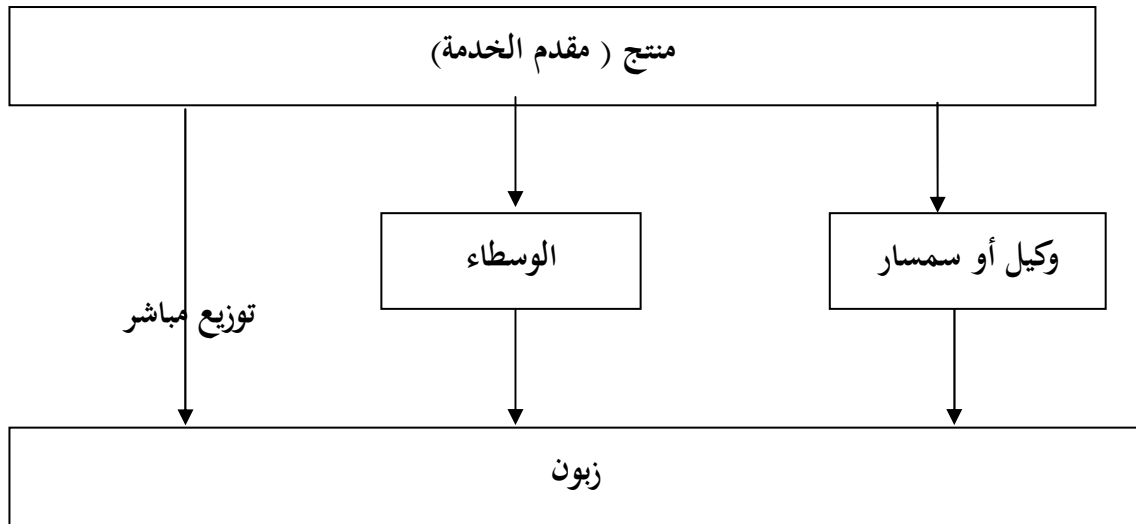 منتج ( مقدم الخدمة)
وكيل أو سمسار
الوسطاء
توزيع مباشر
زبون